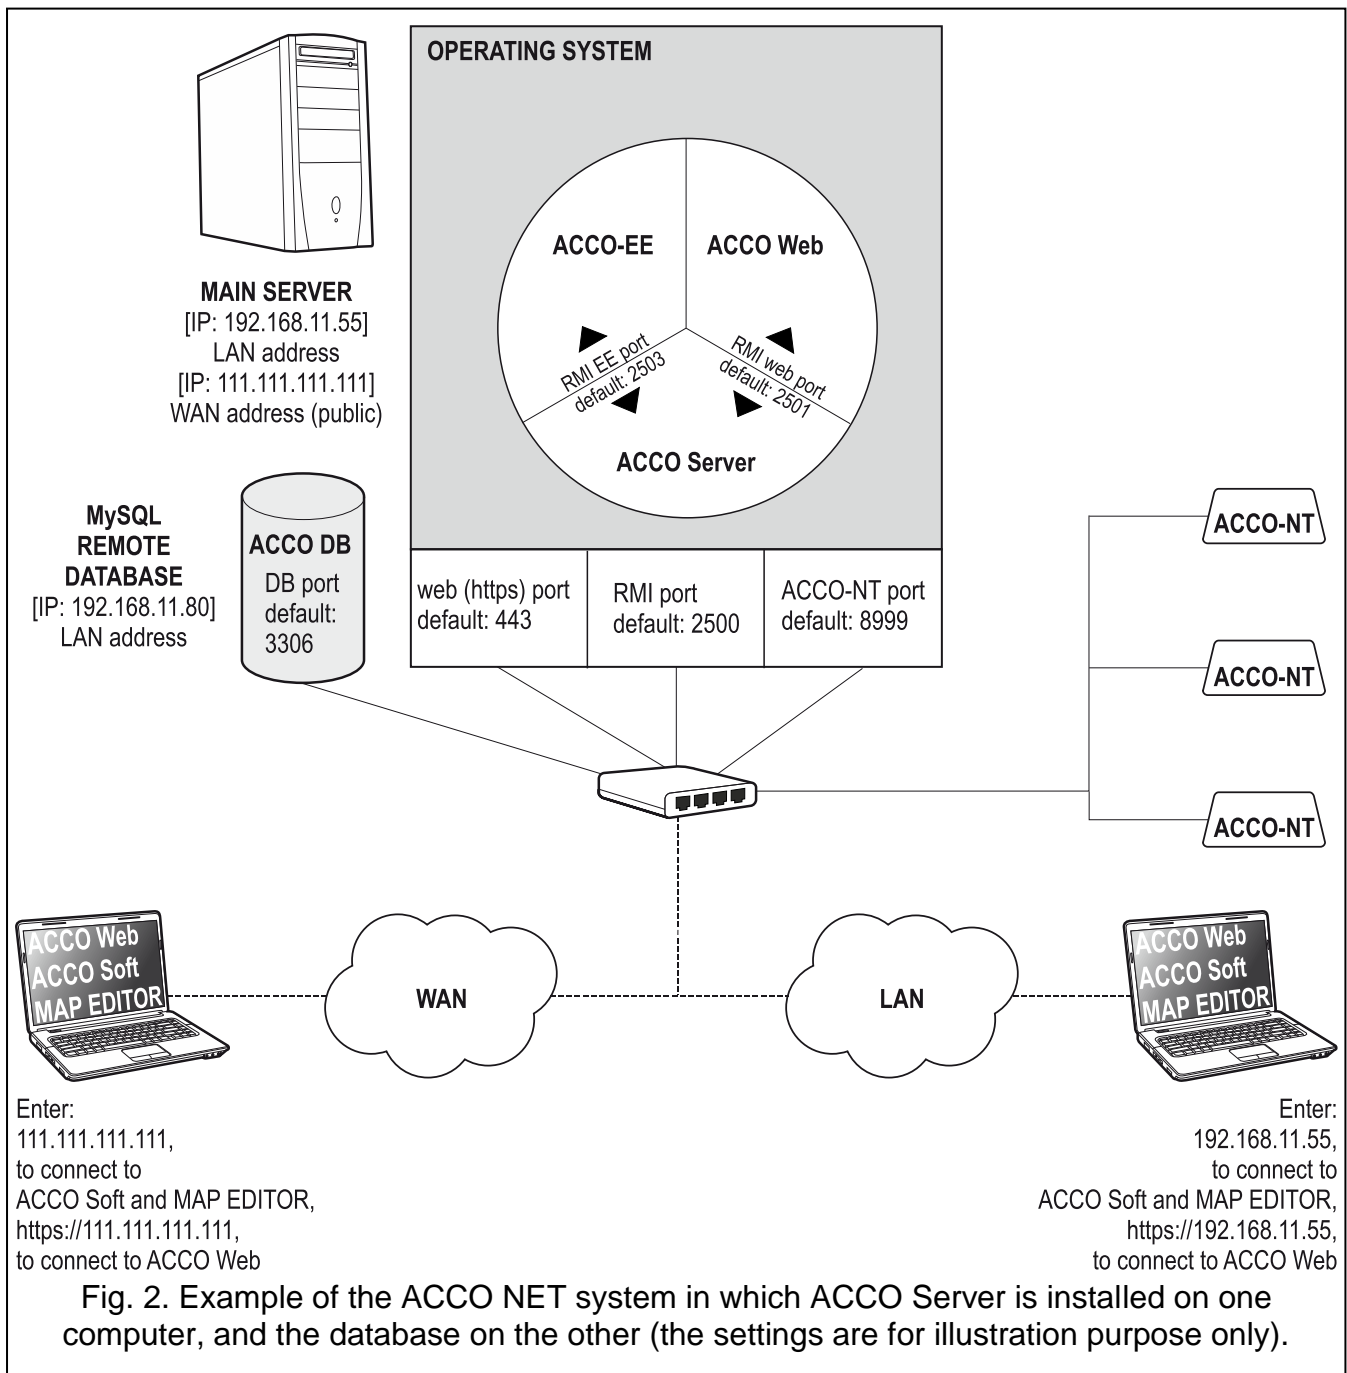 OPERATING SYSTEM
ACCO-EE
ACCO Web
RMI EE port
default: 2503
RMI web port
default: 2501
ACCO Server
MAIN SERVER
[IP: 192.168.11.55]
LAN address
[IP: 111.111.111.111]
WAN address (public)
MySQL
REMOTE
DATABASE
[IP: 192.168.11.80]
LAN address
ACCO DB
DB port
default:
3306
web (https) port
default: 443
RMI port
default: 2500
ACCO-NT port
default: 8999
ACCO-NT
ACCO-NT
ACCO-NT
ACCO Web
ACCO Soft
MAP EDITOR
WAN
LAN
ACCO Web
ACCO Soft
MAP EDITOR
Enter:
111.111.111.111,
to connect to
ACCO Soft and MAP EDITOR,
https://111.111.111.111,
to connect to ACCO Web
Enter:
192.168.11.55,
to connect to
ACCO Soft and MAP EDITOR,
https://192.168.11.55,
to connect to ACCO Web
Fig. 2. Example of the ACCO NET system in which ACCO Server is installed on one
computer, and the database on the other (the settings are for illustration purpose only).